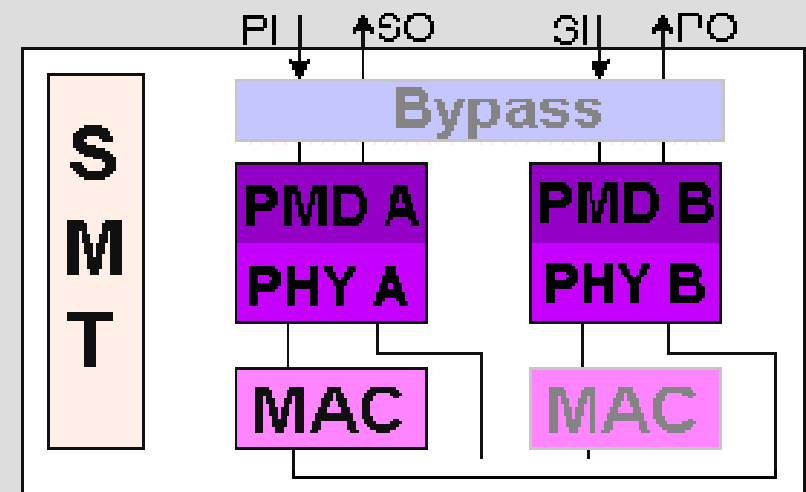 PI SO SI PO
Bypass
S
M
T
PMD A PMD B
PHY A PHY B
MAC MAC